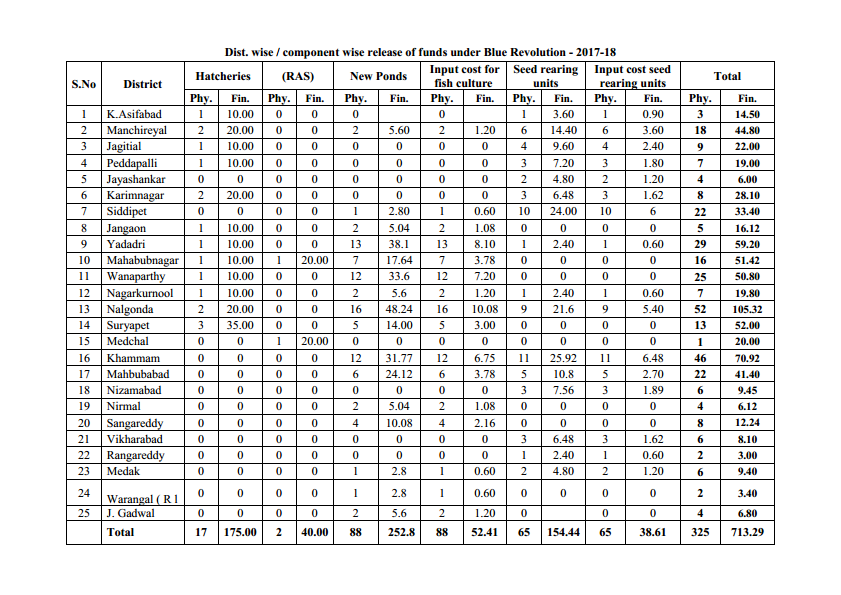 Dist. wise / component wise release of funds under Blue Revolution - 2017-18
S.No District Hatcheries (RAS) New Ponds Input cost for fish culture Seed rearing units Input cost seed rearing units Total
Phy. Fin. Phy. Fin. Phy. Fin. Phy. Fin. Phy. Fin. Phy. Fin. Phy. Fin.
1 K.Asifabad 1 10.00 0 0 0 0 1 3.60 1 0.90 3 14.50
2 Manchireyal 2 20.00 0 0 2 5.60 2 1.20 6 14.40 6 3.60 18 44.80
3 Jagitial 1 10.00 0 0 0 0 0 0 4 9.60 4 2.40 9 22.00
4 Peddapalli 1 10.00 0 0 0 0 0 0 3 7.20 3 1.80 7 19.00
5 Jayashankar 0 0 0 0 0 0 0 0 2 4.80 2 1.20 4 6.00
6 Karimnagar 2 20.00 0 0 0 0 0 0 3 6.48 3 1.62 8 28.10
7 Siddipet 0 0 0 0 1 2.80 1 0.60 10 24.00 10 6 22 33.40
8 Jangaon 1 10.00 0 0 2 5.04 2 1.08 0 0 0 0 5 16.12
9 Yadadri 1 10.00 0 0 13 38.1 13 8.10 1 2.40 1 0.60 29 59.20
10 Mahabubnagar 1 10.00 1 20.00 7 17.64 7 3.78 0 0 0 0 16 51.42
11 Wanaparthy 1 10.00 0 0 12 33.6 12 7.20 0 0 0 0 25 50.80
12 Nagarkurnool 1 10.00 0 0 2 5.6 2 1.20 1 2.40 1 0.60 7 19.80
13 Nalgonda 2 20.00 0 0 16 48.24 16 10.08 9 21.6 9 5.40 52 105.32
14 Suryapet 3 35.00 0 0 5 14.00 5 3.00 0 0 0 0 13 52.00
15 Medchal 0 0 1 20.00 0 0 0 0 0 0 0 0 1 20.00
16 Khammam 0 0 0 0 12 31.77 12 6.75 11 25.92 11 6.48 46 70.92
17 Mahbubabad 0 0 0 0 6 24.12 6 3.78 5 10.8 5 2.70 22 41.40
18 Nizamabad 0 0 0 0 0 0 0 0 3 7.56 3 1.89 6 9.45
19 Nirmal 0 0 0 0 2 5.04 2 1.08 0 0 0 0 4 6.12
20 Sangareddy 0 0 0 0 4 10.08 4 2.16 0 0 0 0 8 12.24
21 Vikharabad 0 0 0 0 0 0 0 0 3 6.48 3 1.62 6 8.10
22 Rangareddy 0 0 0 0 0 0 0 0 1 2.40 1 0.60 2 3.00
23 Medak 0 0 0 0 1 2.8 1 0.60 2 4.80 2 1.20 6 9.40
24 Warangal ( R l 0 0 0 0 1 2.8 1 0.60 0 0 0 0 2 3.40
25 J. Gadwal 0 0 0 0 2 5.6 2 1.20 0 0 0 4 6.80
Total 17 175.00 2 40.00 88 252.8 88 52.41 65 154.44 65 38.61 325 713.29